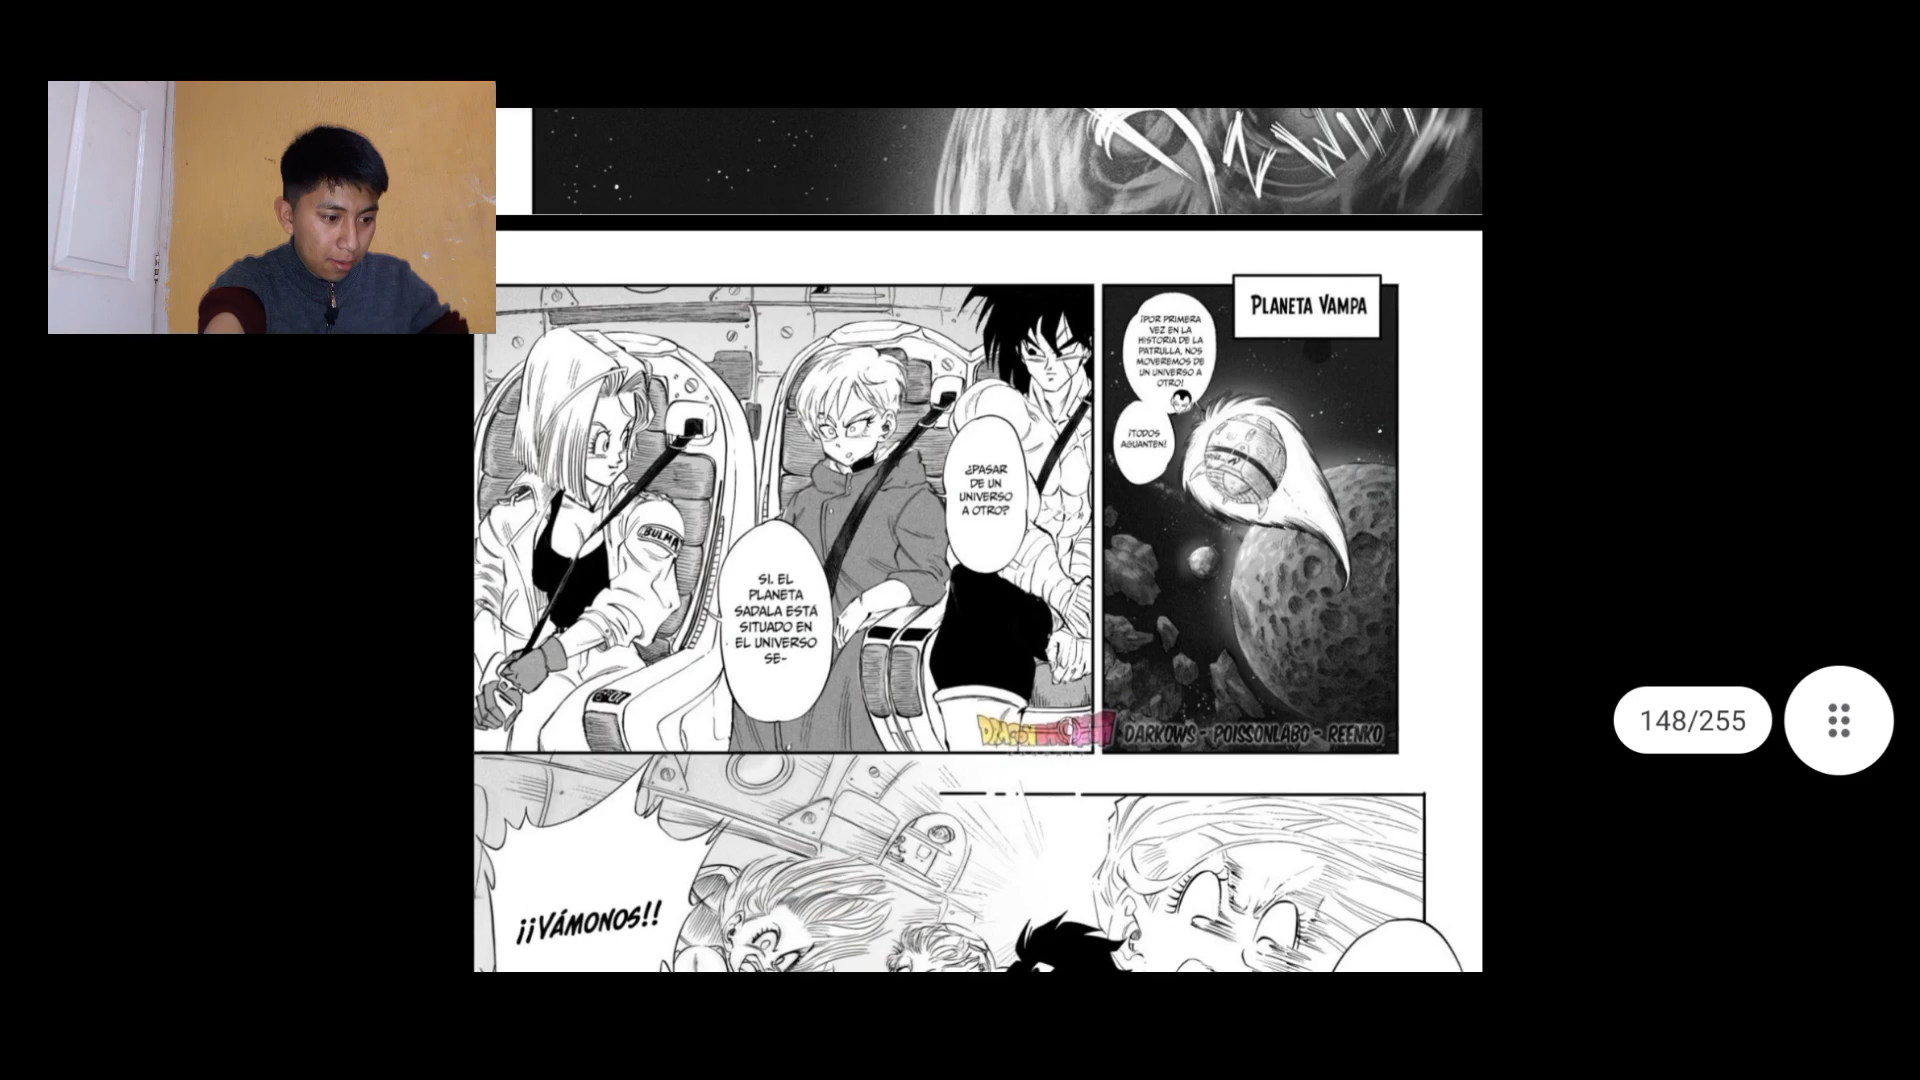 PLANETA VAMPA
¡POR PRIMERA
VEZ EN LA
HISTORIA DE LA
PATRULLA, NOS
MOVEREMOS DE
UN UNIVERSO A
OTRO!
¡TODOS
AGUANTEN!
¿PASAR
DE UN
UNIVERSO
A OTRO?
BULMA
SI. EL
PLANETA
SADALA ESTÁ
SITUADO EN
EL UNIVERSO
SE-
DARKOWS - POISSONLABO - REENKO
¡¡VÁMONOS!!
148/255